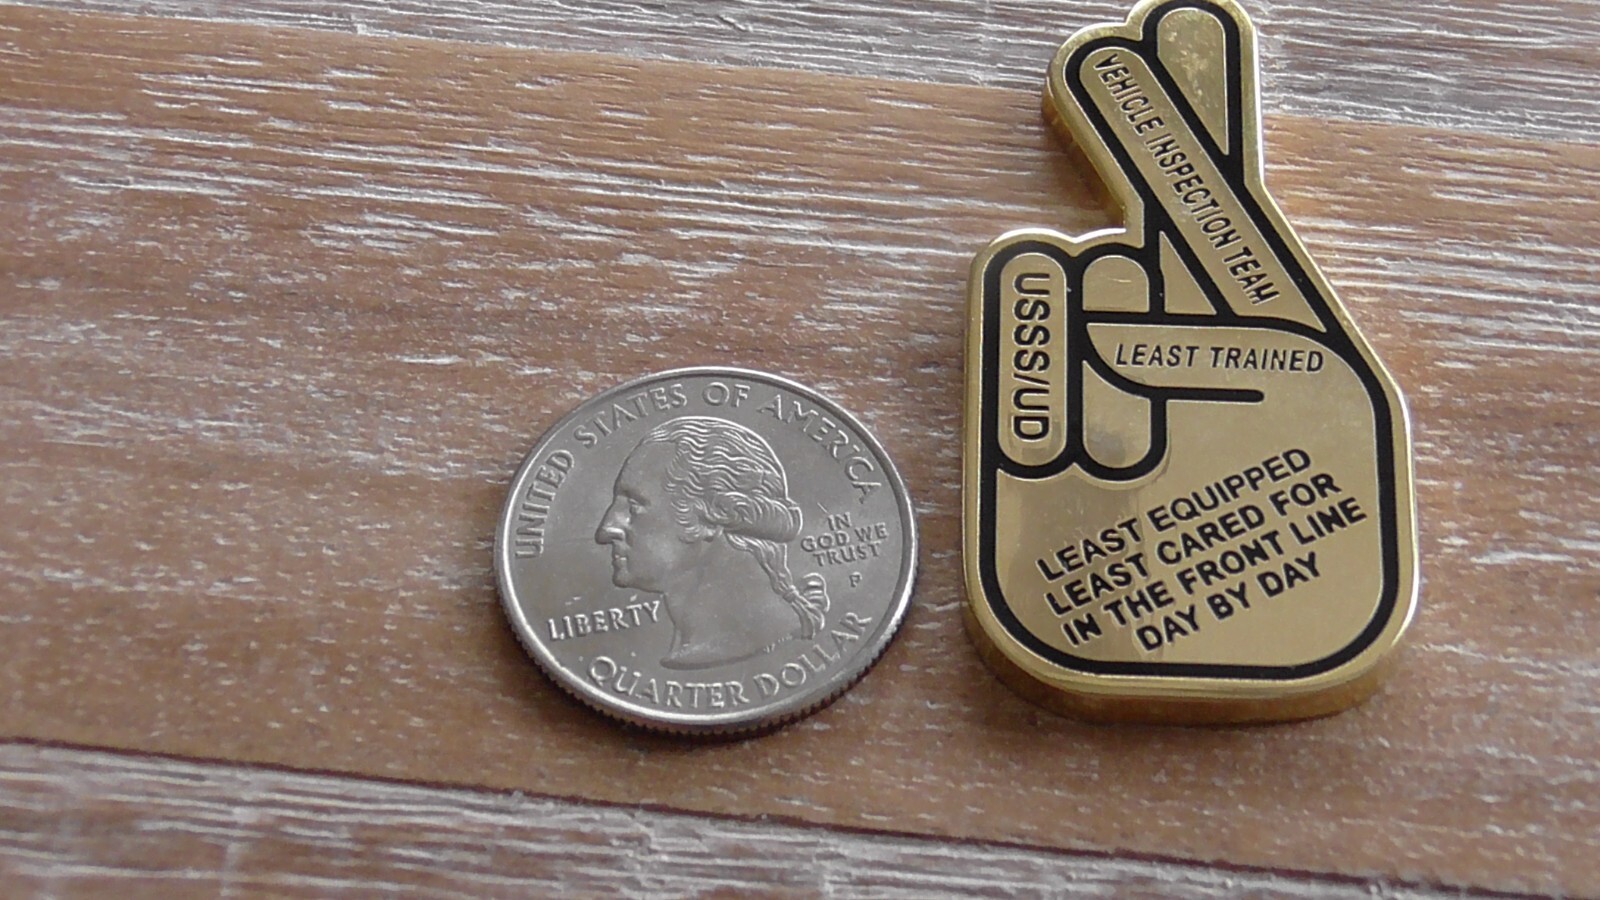 UNITED STATES OF AMERICA
IN
GOD WE
TRUST
P
LIBERTY
QUARTER DOLLAR
VEHICLE INSPECTION TEAM
USSS/UD
LEAST TRAINED
LEAST EQUIPPED
LEAST CARED FOR
IN THE FRONT LINE
DAY BY DAY